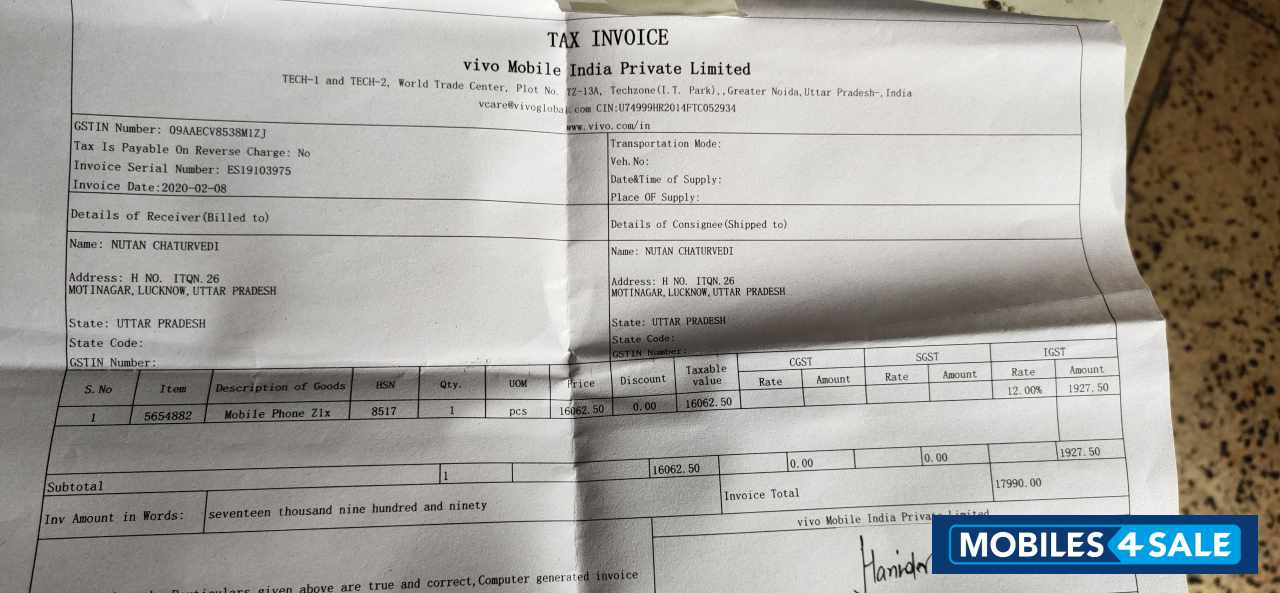 TAX INVOICE
vivo Mobile India Private Limited
TECH-1 and TECH-2, World Trade Center, Plot No. TZ-13A, Techzone(I.T. Park),,Greater Noida,Uttar Pradesh-,India
vcare@vivoglobal.com CIN:U74999HR2014FTC052934
www.vivo.com/in
GSTIN Number: 09AAECV8538M1ZJ
Tax Is Payable On Reverse Charge: No
Invoice Serial Number: ES19103975
Invoice Date:2020-02-08
Transportation Mode:
Veh.No:
Date&Time of Supply:
Place OF Supply:
Details of Receiver(Billed to)
Details of Consignee(Shipped to)
Name: NUTAN CHATURVEDI
Address: H NO. ITQN.26
MOTINAGAR,LUCKNOW,UTTAR PRADESH
State: UTTAR PRADESH
State Code:
GSTIN Number:
Name: NUTAN CHATURVEDI
Address: H NO. ITQN.26
MOTINAGAR,LUCKNOW,UTTAR PRADESH
State: UTTAR PRADESH
State Code:
GSTIN Number:
S.No Item Description of Goods HSN Qty. UOM Price Discount Taxable value CGST SGST IGST
Rate Amount Rate Amount Rate Amount
1 5654882 Mobile Phone Z1x 8517 1 pcs 16062.50 0.00 16062.50 12.00% 1927.50
Subtotal 1 16062.50 0.00 0.00 1927.50
Inv Amount in Words: seventeen thousand nine hundred and ninety Invoice Total 17990.00
vivo Mobile India Private Limited
Particulars given above are true and correct,Computer generated invoice
MOBILES 4 SALE